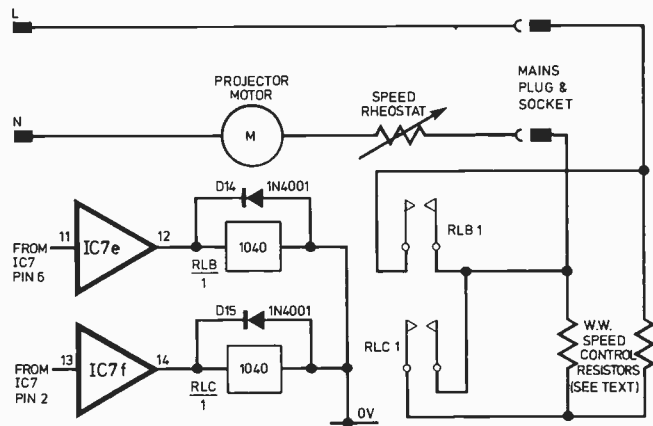 L
N
PROJECTOR
MOTOR
M
SPEED
RHEOSTAT
MAINS
PLUG &
SOCKET
D14
1N4001
11
IC7e
12
1040
FROM
IC7
PIN 6
RLB
1
RLB 1
D15
1N4001
13
IC7f
14
1040
FROM
IC7
PIN 2
RLC
1
RLC 1
0V
W.W.
SPEED
CONTROL
RESISTORS
(SEE TEXT)